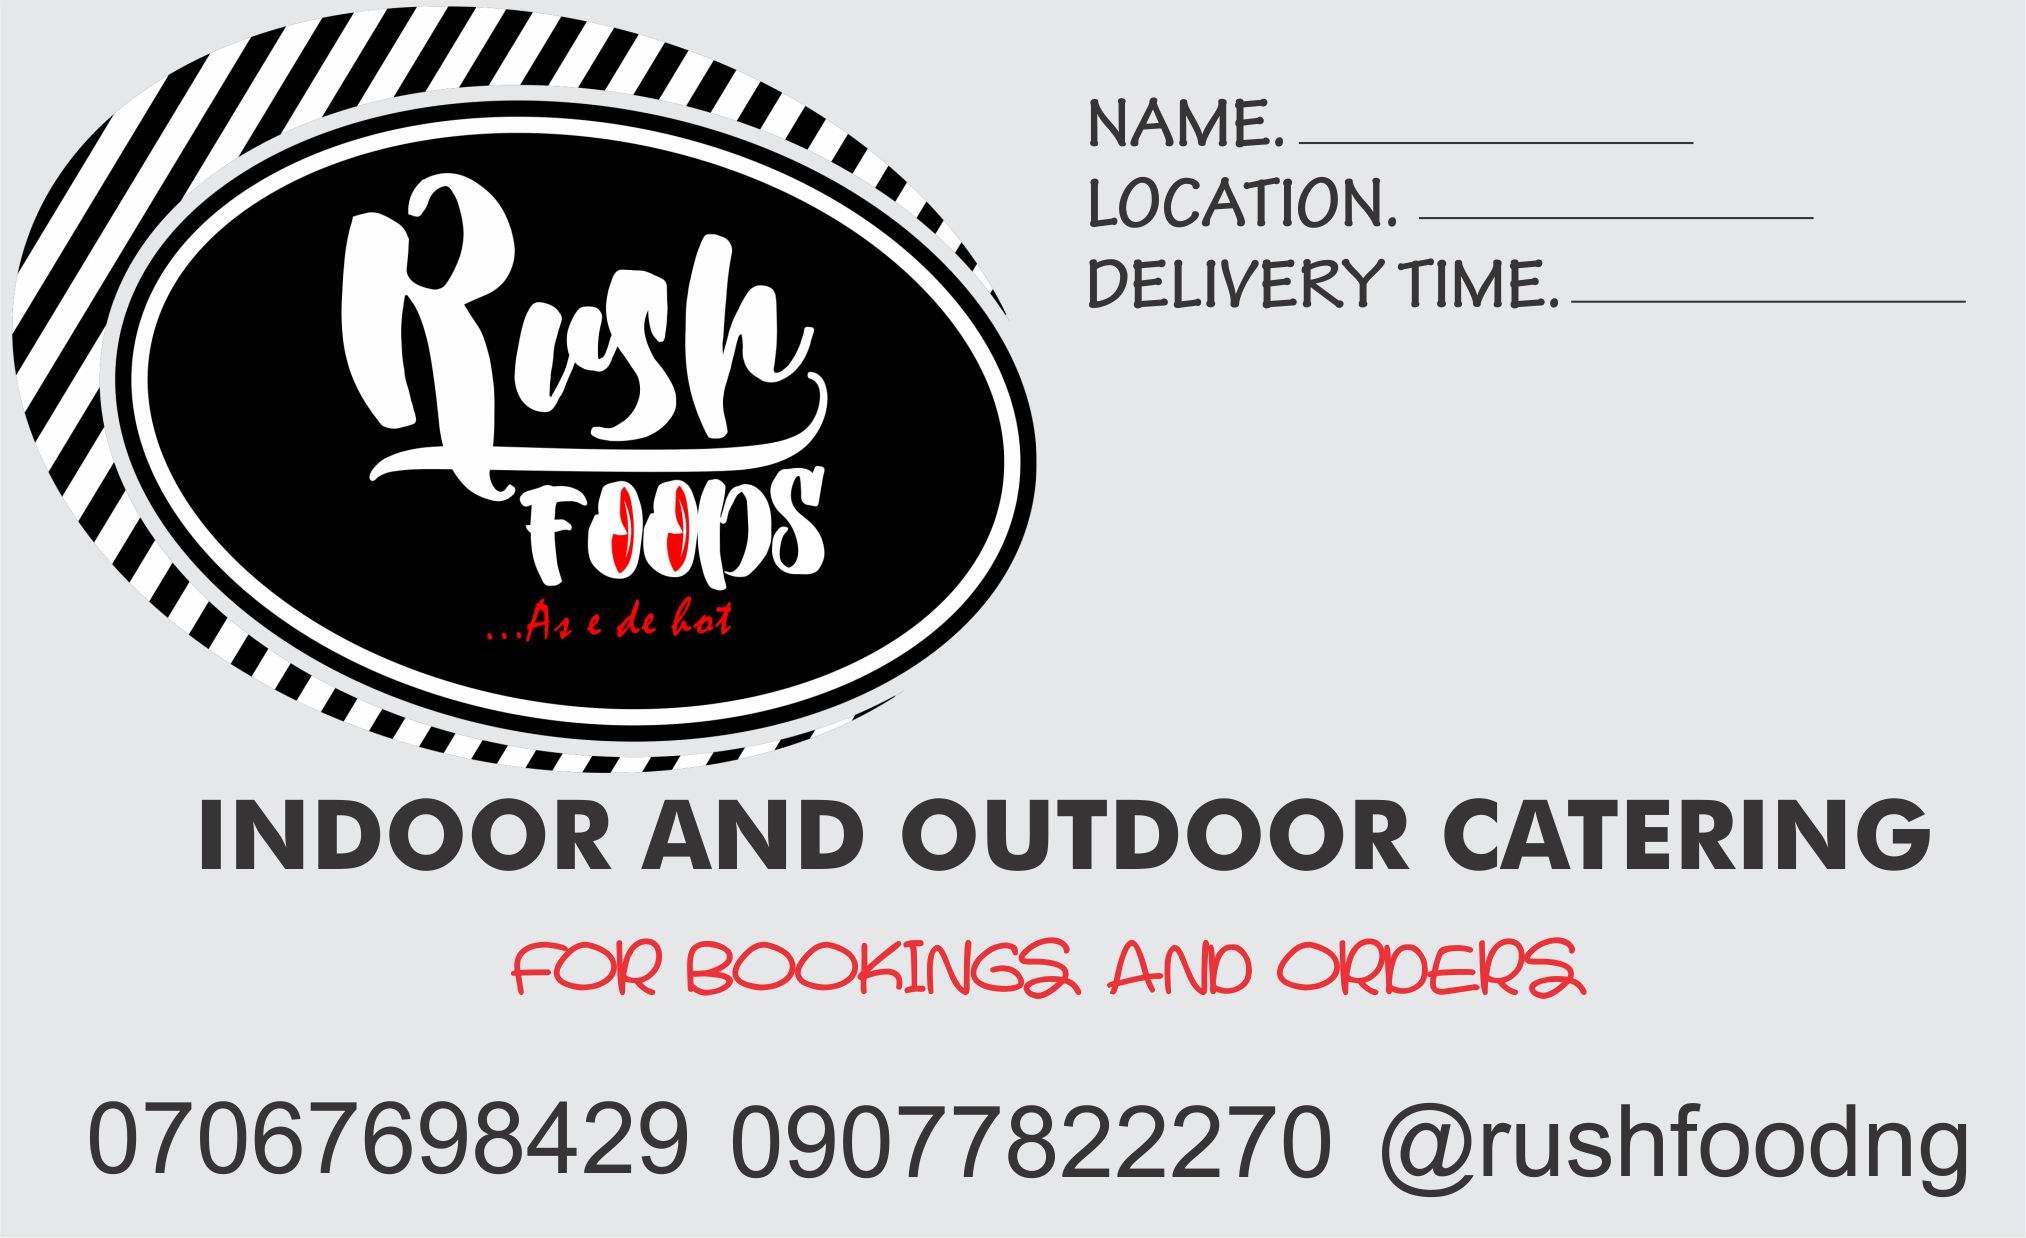 Rush
FOODS
...As e de hot
NAME.
LOCATION.
DELIVERY TIME.
INDOOR AND OUTDOOR CATERING
FOR BOOKINGS AND ORDERS
07067698429 09077822270 @rushfoodng